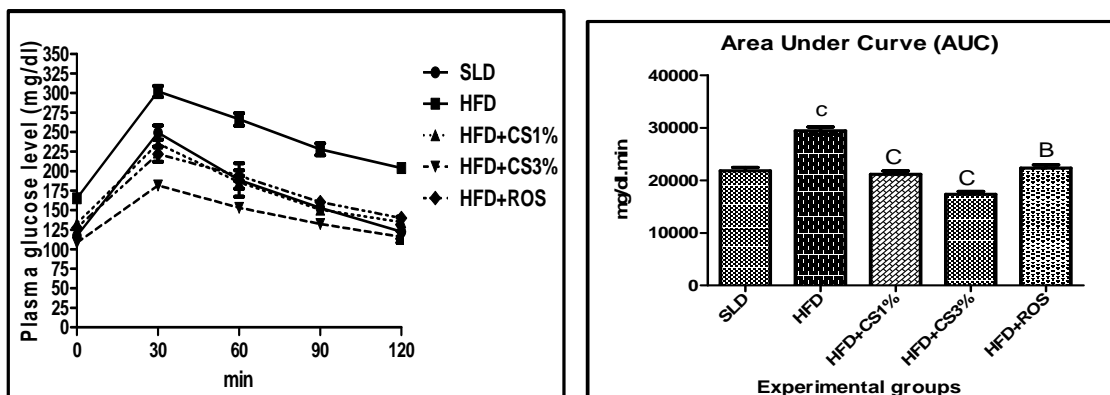 Plasma glucose level (mg/dl)
350
325
300
275
250
225
200
175
150
125
100
75
50
25
0
0 30 60 90 120
min
SLD
HFD
HFD+CS1%
HFD+CS3%
HFD+ROS
Area Under Curve (AUC)
mg/dl.min
40000
30000
20000
10000
0
c
C
C
B
SLD
HFD
HFD+CS1%
HFD+CS3%
HFD+ROS
Experimental groups